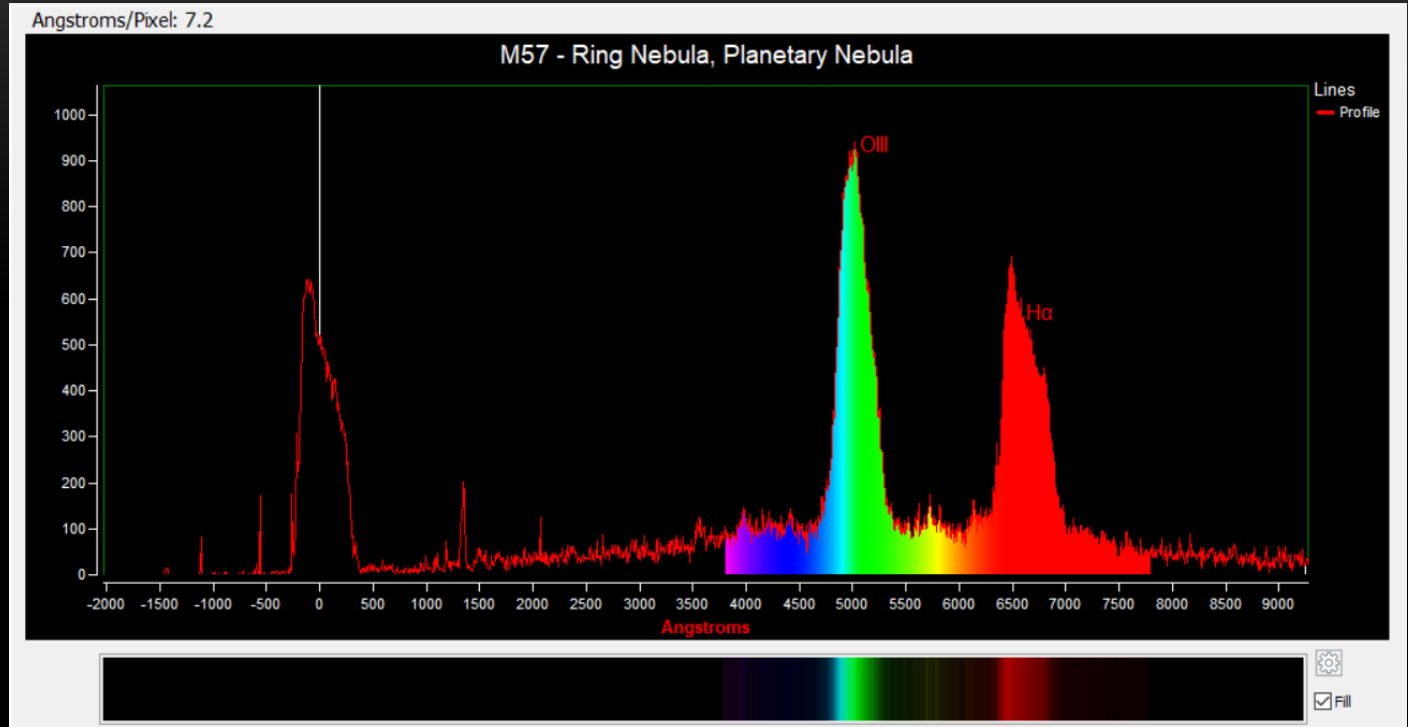 Angstroms/Pixel: 7.2
M57 - Ring Nebula, Planetary Nebula
Lines
Profile
1000
900
800
700
600
500
400
300
200
100
0
OIII
Hα
-2000 -1500 -1000 -500 0 500 1000 1500 2000 2500 3000 3500 4000 4500 5000 5500 6000 6500 7000 7500 8000 8500 9000
Angstroms
Fill